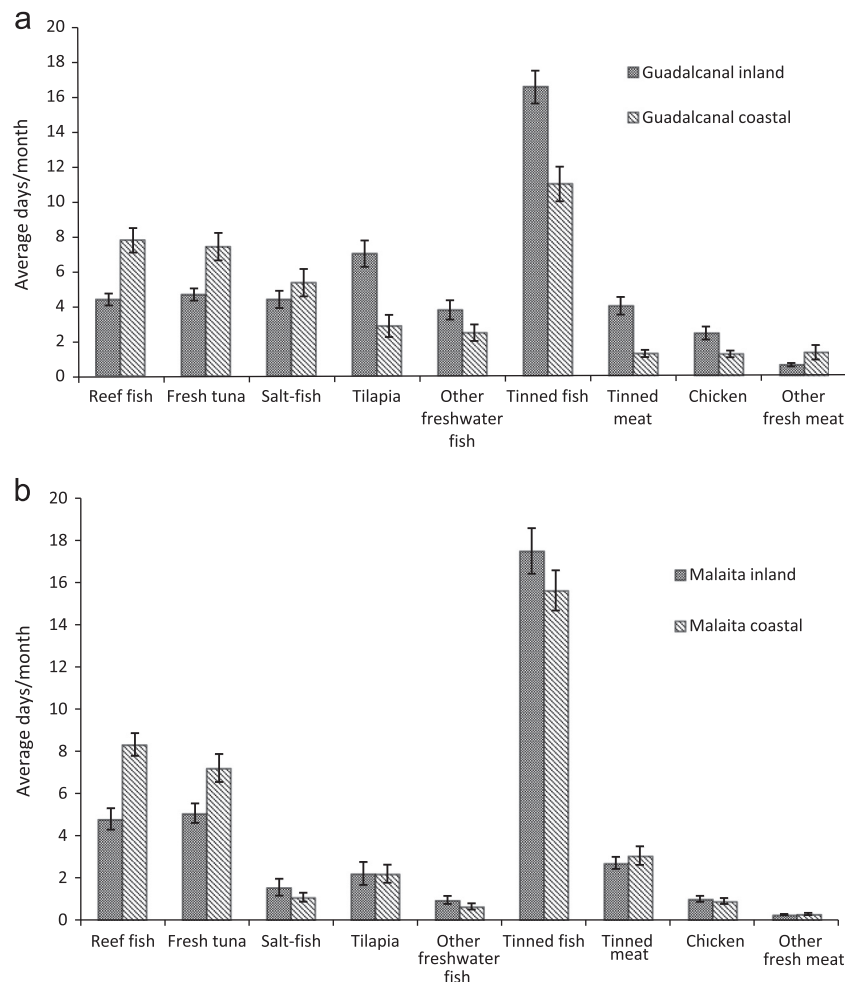 a
20
18
16
14
12
10
8
6
4
2
0
Average days/month
Guadalcanal inland
Guadalcanal coastal
Reef fish Fresh tuna Salt-fish Tilapia Other freshwater fish Tinned fish Tinned meat Chicken Other fresh meat
b
20
18
16
14
12
10
8
6
4
2
0
Average days/month
Malaita inland
Malaita coastal
Reef fish Fresh tuna Salt-fish Tilapia Other freshwater fish Tinned fish Tinned meat Chicken Other fresh meat